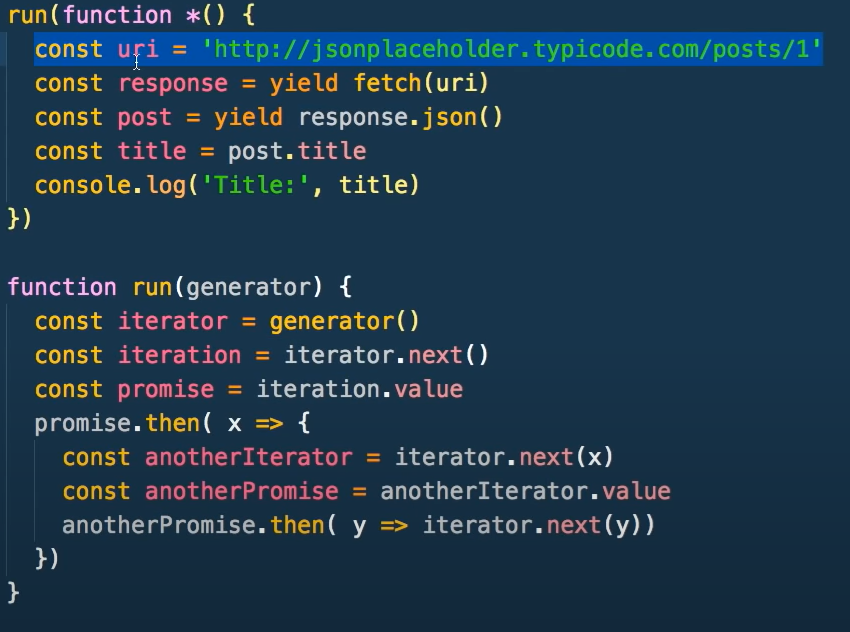 run(function *() {
  const uri = 'http://jsonplaceholder.typicode.com/posts/1'
  const response = yield fetch(uri)
  const post = yield response.json()
  const title = post.title
  console.log('Title:', title)
})

function run(generator) {
  const iterator = generator()
  const iteration = iterator.next()
  const promise = iteration.value
  promise.then( x => {
    const anotherIterator = iterator.next(x)
    const anotherPromise = anotherIterator.value
    anotherPromise.then( y => iterator.next(y))
  })
}